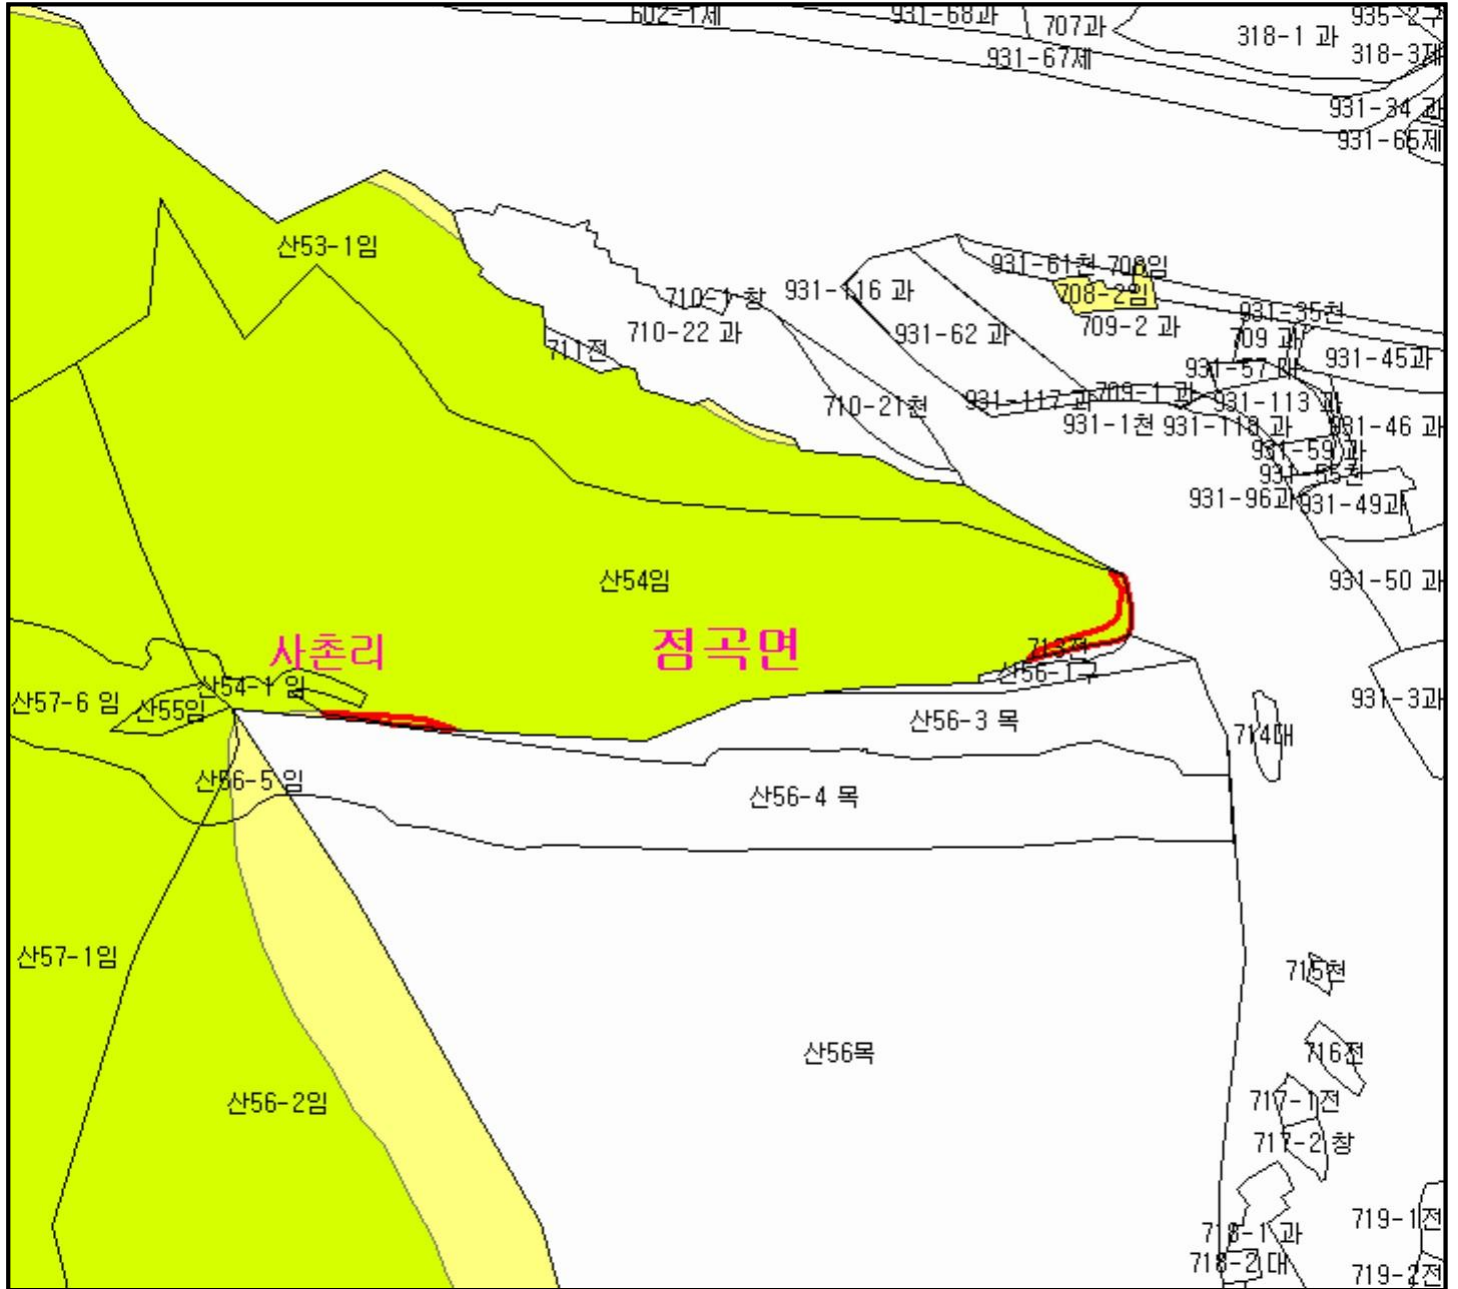 602-1제
931-68과
707과
318-1 과
935-2구
318-3제
931-67제
931-34 과
931-65제
산53-1임
931-61천
708임
710-1 창
931-116 과
708-2임
931-35천
710-22 과
931-62 과
709-2 과
709 과
711전
931-45과
931-57 과
710-21천
931-117 과
709-1 과
931-113 과
931-1천
931-118 과
931-46 과
931-59 과
931-55천
931-96과
931-49과
산54임
931-50 과
사촌리
정곡면
713전
산56-1구
산54-1 임
산57-6 임
산55임
931-3과
산56-3 목
714대
산56-5 임
산56-4 목
산57-1임
715천
산56목
716전
산56-2임
717-1전
717-2 창
718-1 과
719-1전
718-2대
719-2전